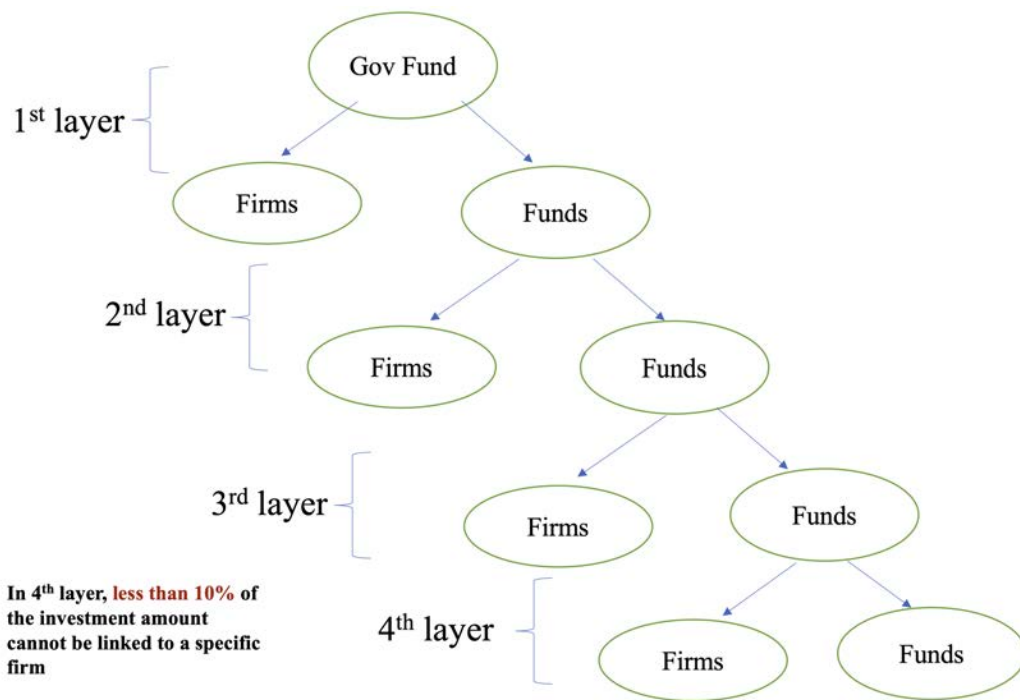 Gov Fund
1st layer
Firms
Funds
2nd layer
Firms
Funds
3rd layer
Firms
Funds
In 4th layer, less than 10% of
the investment amount
cannot be linked to a specific
firm
4th layer
Firms
Funds